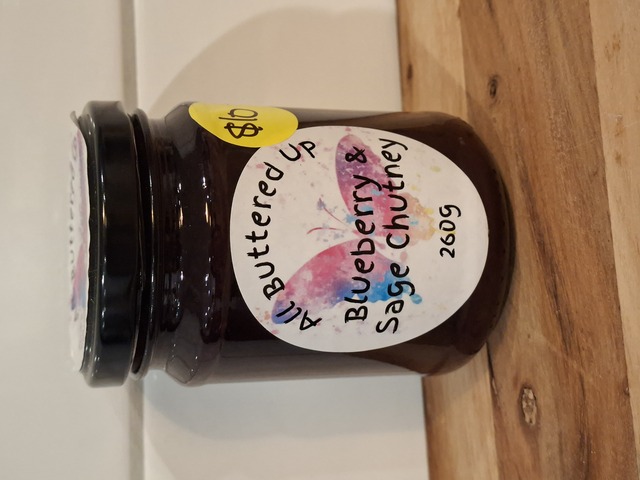 $10
All Buttered Up
Blueberry &
Sage Chutney
260g